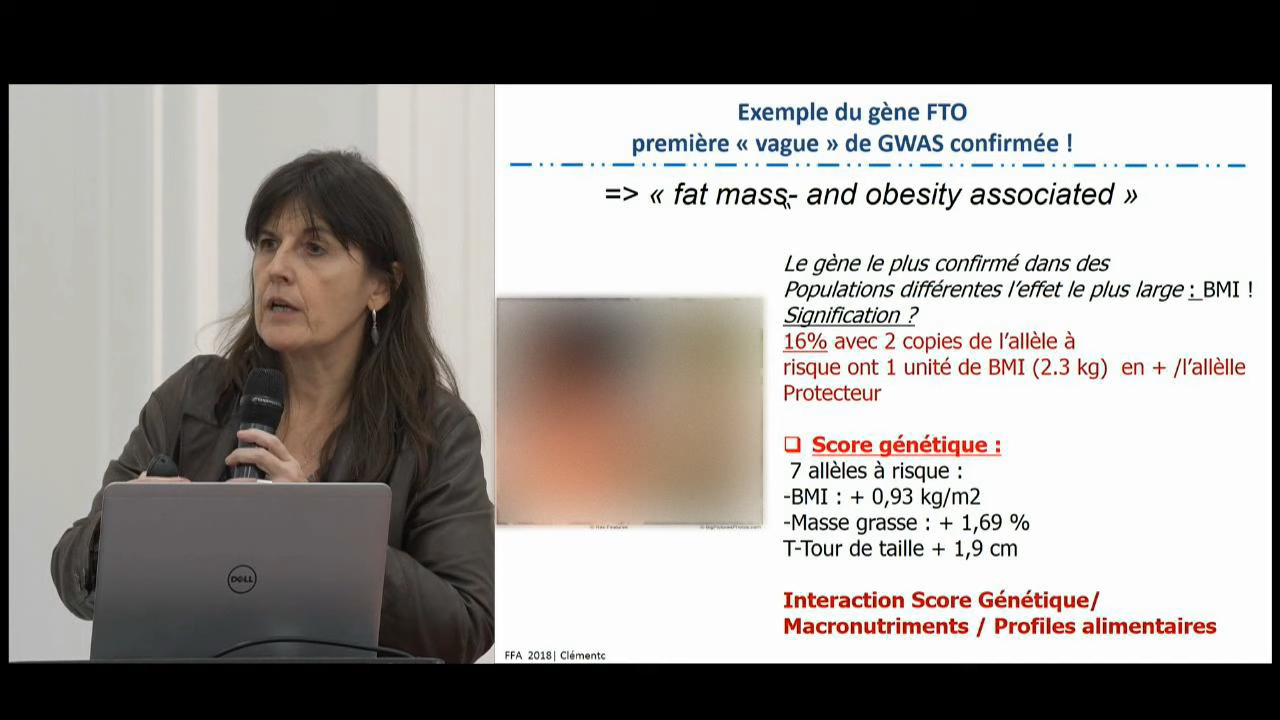 Exemple du gène FTO
première « vague » de GWAS confirmée !
=> « fat mass- and obesity associated »
Le gène le plus confirmé dans des
Populations différentes l'effet le plus large : BMI !
Signification ?
16% avec 2 copies de l'allèle à
risque ont 1 unité de BMI (2.3 kg) en + /l'allèlle
Protecteur
❑ Score génétique :
7 allèles à risque :
-BMI : + 0,93 kg/m2
-Masse grasse : + 1,69 %
T-Tour de taille + 1,9 cm
Interaction Score Génétique/
Macronutriments / Profiles alimentaires
© Rex Features
© BigPicturesPhotos.com
FFA 2018| Clémentc
DELL